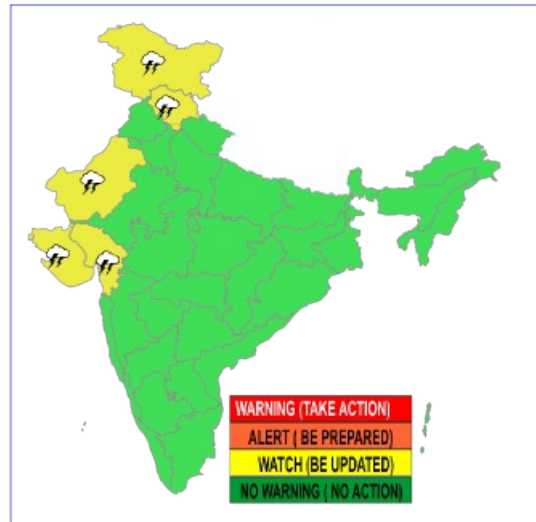 WARNING (TAKE ACTION)
ALERT ( BE PREPARED)
WATCH (BE UPDATED)
NO WARNING ( NO ACTION)